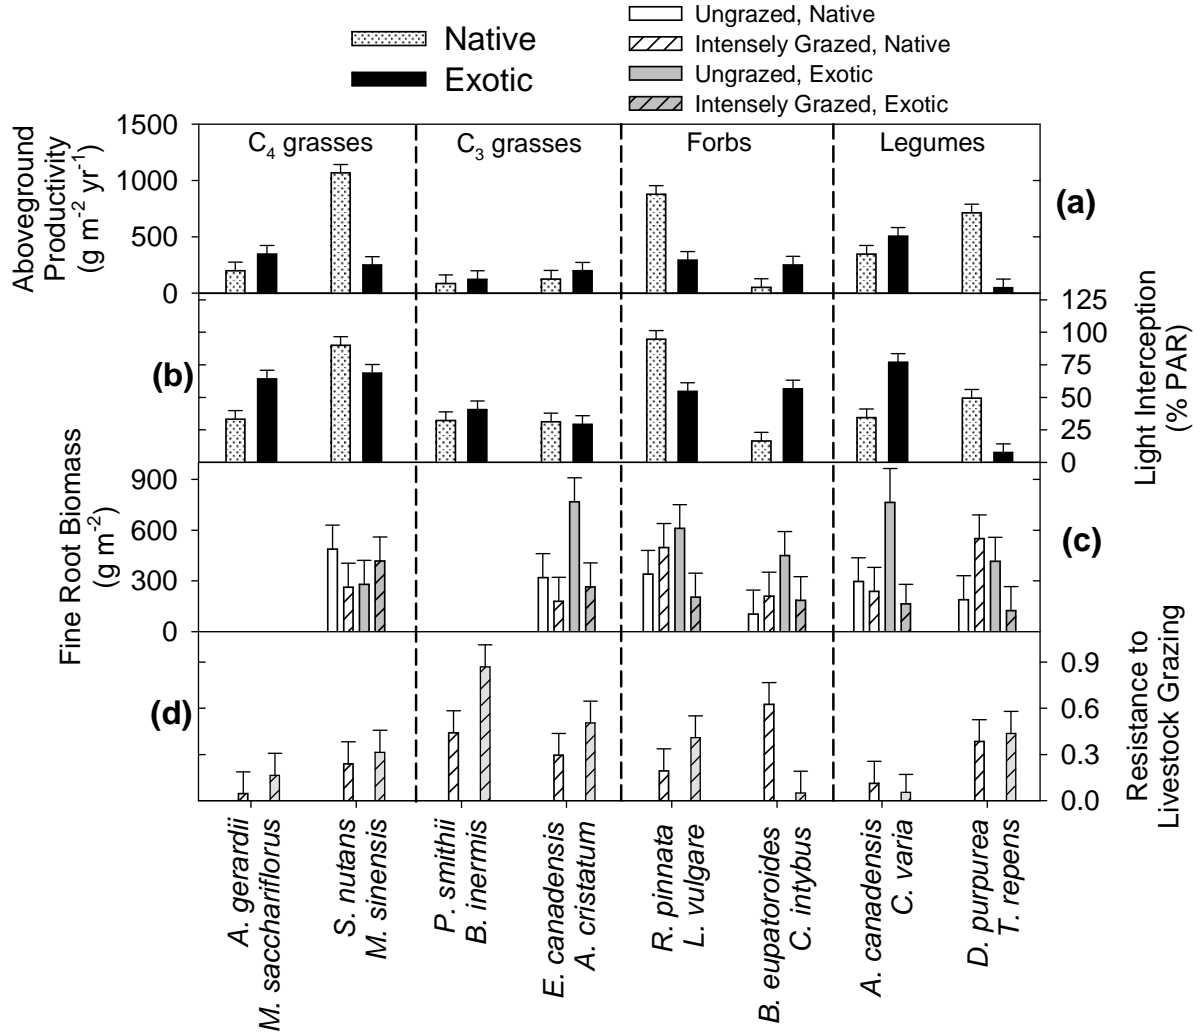 Native
Exotic
Ungrazed, Native
Intensely Grazed, Native
Ungrazed, Exotic
Intensely Grazed, Exotic
Aboveground
Productivity
(g m⁻² yr⁻¹)
1500
1000
500
0
C₄ grasses
C₃ grasses
Forbs
Legumes
(a)
(b)
125
100
75
50
25
0
Light Interception
(% PAR)
Fine Root Biomass
(g m⁻²)
900
600
300
0
(c)
(d)
0.9
0.6
0.3
0.0
Resistance to
Livestock Grazing
A. gerardii
M. sacchariflorus
S. nutans
M. sinensis
P. smithii
B. inermis
E. canadensis
A. cristatum
R. pinnata
L. vulgare
B. eupatoroides
C. intybus
A. canadensis
C. varia
D. purpurea
T. repens